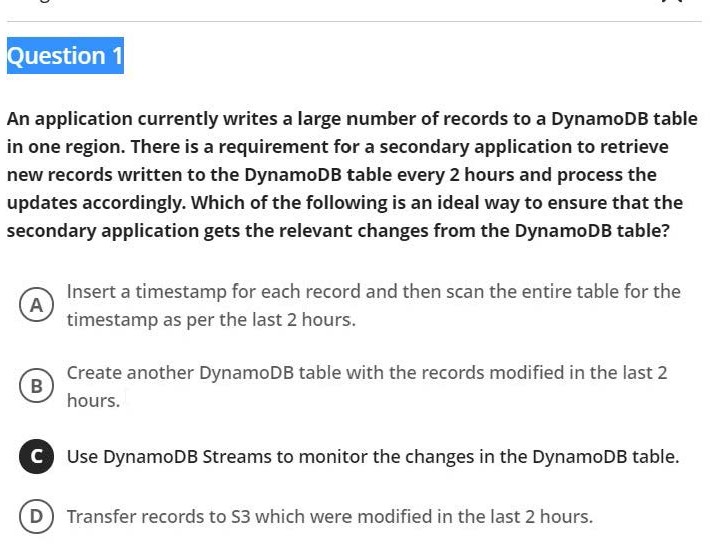 Question 1
An application currently writes a large number of records to a DynamoDB table
in one region. There is a requirement for a secondary application to retrieve
new records written to the DynamoDB table every 2 hours and process the
updates accordingly. Which of the following is an ideal way to ensure that the
secondary application gets the relevant changes from the DynamoDB table?
A
Insert a timestamp for each record and then scan the entire table for the
timestamp as per the last 2 hours.
B
Create another DynamoDB table with the records modified in the last 2
hours.
C Use DynamoDB Streams to monitor the changes in the DynamoDB table.
D Transfer records to S3 which were modified in the last 2 hours.